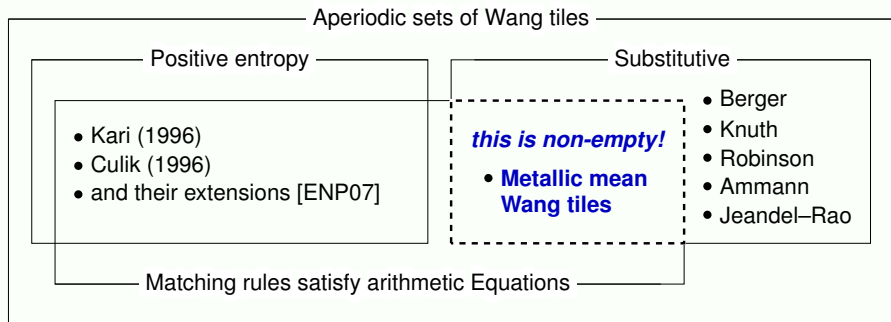 Aperiodic sets of Wang tiles
Positive entropy
Substitutive
• Kari (1996)
• Culik (1996)
• and their extensions [ENP07]
this is non-empty!
• Metallic mean
Wang tiles
• Berger
• Knuth
• Robinson
• Ammann
• Jeandel–Rao
Matching rules satisfy arithmetic Equations